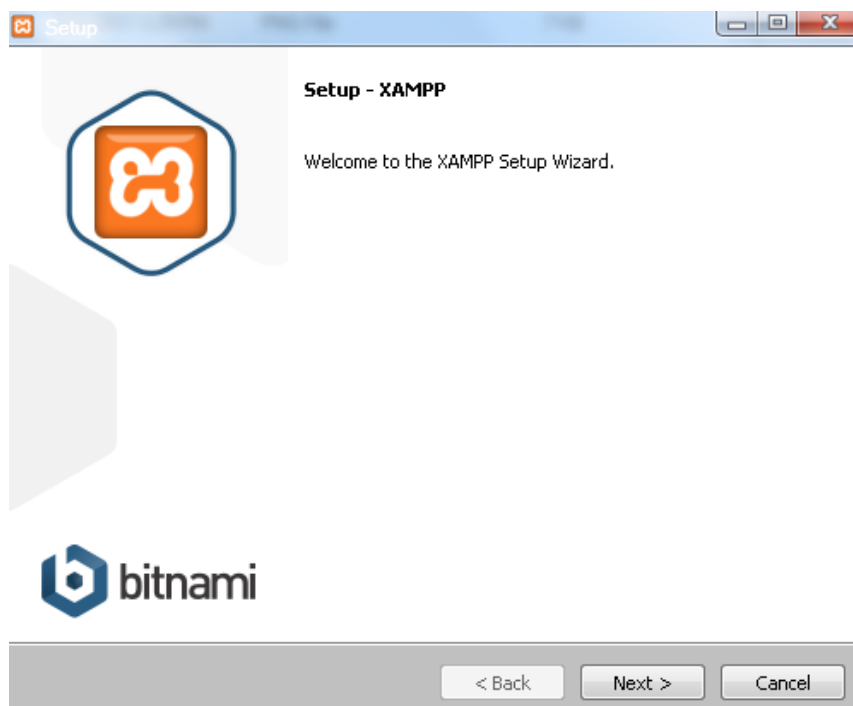 Setup
Setup - XAMPP
Welcome to the XAMPP Setup Wizard.
bitnami
< Back
Next >
Cancel